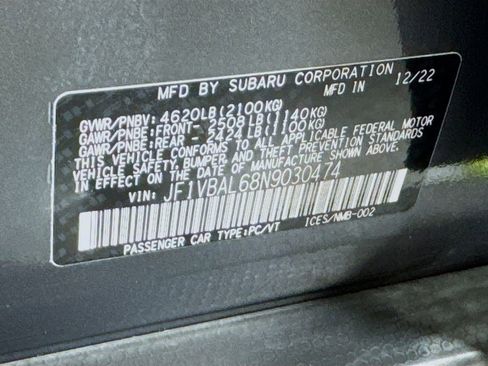 MFD BY SUBARU CORPORATION
MFD IN 12/22
GVWR/PNBV: 4620LB(2100KG)
GAWR/PNBE: FRONT- 2508LB(1140KG)
GAWR/PNBE: REAR - 2424LB(1100KG)
THIS VEHICLE CONFORMS TO ALL APPLICABLE FEDERAL MOTOR
VEHICLE SAFETY, BUMPER, AND THEFT PREVENTION STANDARDS
IN EFFECT ON THE DATE OF MANUFACTURE SHOWN ABOVE.
VIN: JF1VBAL68N9030474
ICES/NMB-002
PASSENGER CAR TYPE:PC/VT